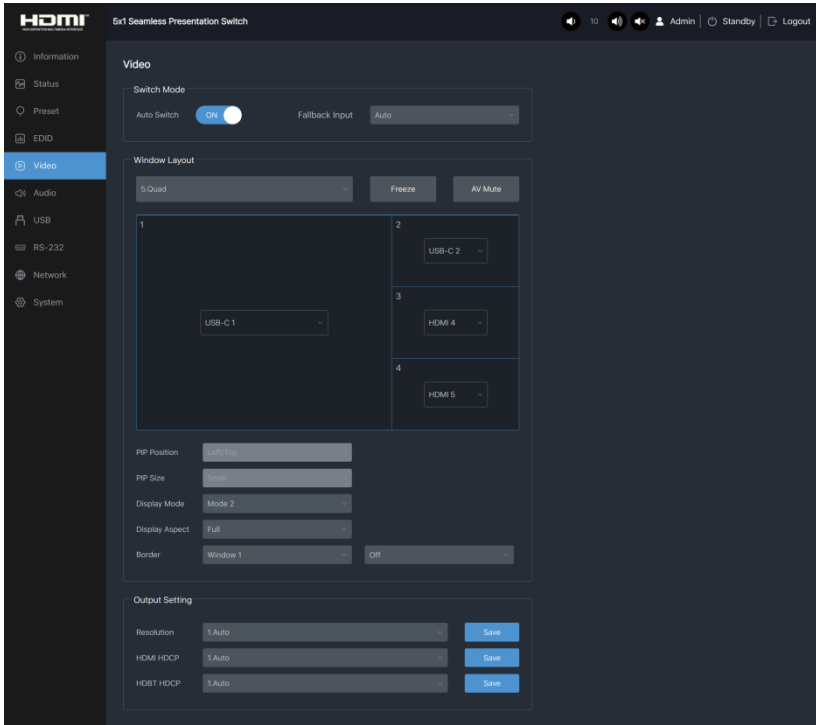 HDMI
HIGH-DEFINITION MULTIMEDIA INTERFACE
5x1 Seamless Presentation Switch
10
Admin
Standby
Logout
Information
Status
Preset
EDID
Video
Audio
USB
RS-232
Network
System
Video
Switch Mode
Auto Switch ON Fallback Input Auto
Window Layout
5.Quad Freeze AV Mute
1
USB-C 1
2
USB-C 2
3
HDMI 4
4
HDMI 5
PIP Position Left/Top
PIP Size Small
Display Mode Mode 2
Display Aspect Full
Border Window 1 Off
Output Setting
Resolution 1.Auto Save
HDMI HDCP 1.Auto Save
HDBT HDCP 1.Auto Save